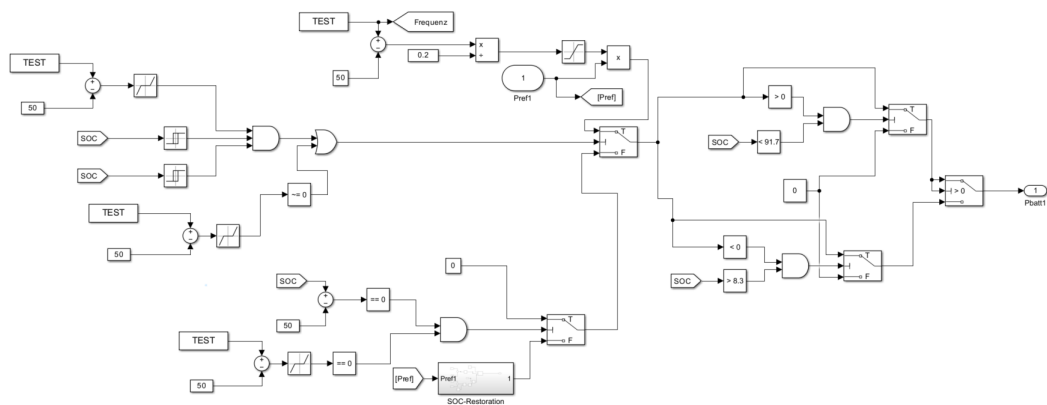 TEST
Frequenz
TEST
50
0.2
x
÷
x
50
1
Pref1
[Pref]
> 0
T
F
SOC
< 91.7
SOC
T
F
SOC
0
> 0
1
Pbatt1
~= 0
TEST
50
< 0
T
F
SOC
> 8.3
0
SOC
== 0
T
F
50
TEST
== 0
50
[Pref]
Pref1
1
SOC-Restoration